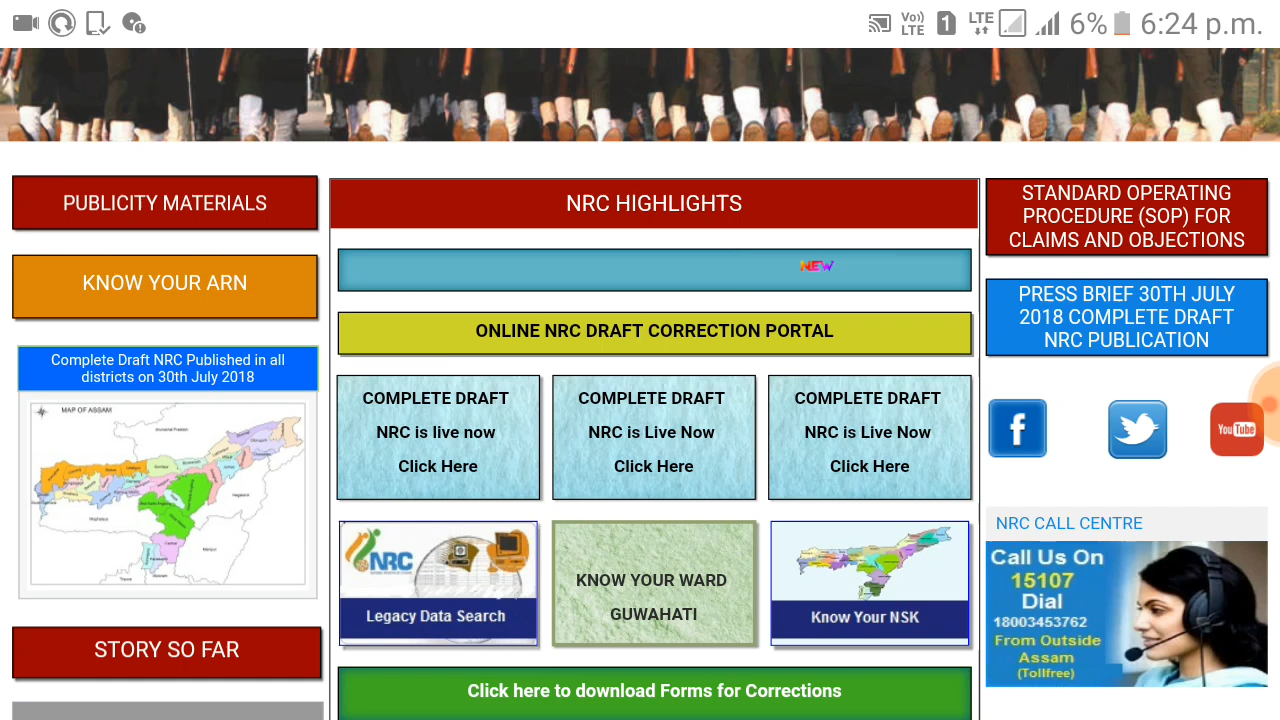 Vo))
LTE
1
LTE
6%
6:24 p.m.
PUBLICITY MATERIALS
KNOW YOUR ARN
Complete Draft NRC Published in all
districts on 30th July 2018
MAP OF ASSAM
STORY SO FAR
NRC HIGHLIGHTS
NEW
ONLINE NRC DRAFT CORRECTION PORTAL
COMPLETE DRAFT
NRC is live now
Click Here
COMPLETE DRAFT
NRC is Live Now
Click Here
COMPLETE DRAFT
NRC is Live Now
Click Here
NRC
Legacy Data Search
KNOW YOUR WARD
GUWAHATI
Know Your NSK
Click here to download Forms for Corrections
STANDARD OPERATING
PROCEDURE (SOP) FOR
CLAIMS AND OBJECTIONS
PRESS BRIEF 30TH JULY
2018 COMPLETE DRAFT
NRC PUBLICATION
f
You Tube
NRC CALL CENTRE
Call Us On
15107
Dial
18003453762
From Outside
Assam
(Tollfree)